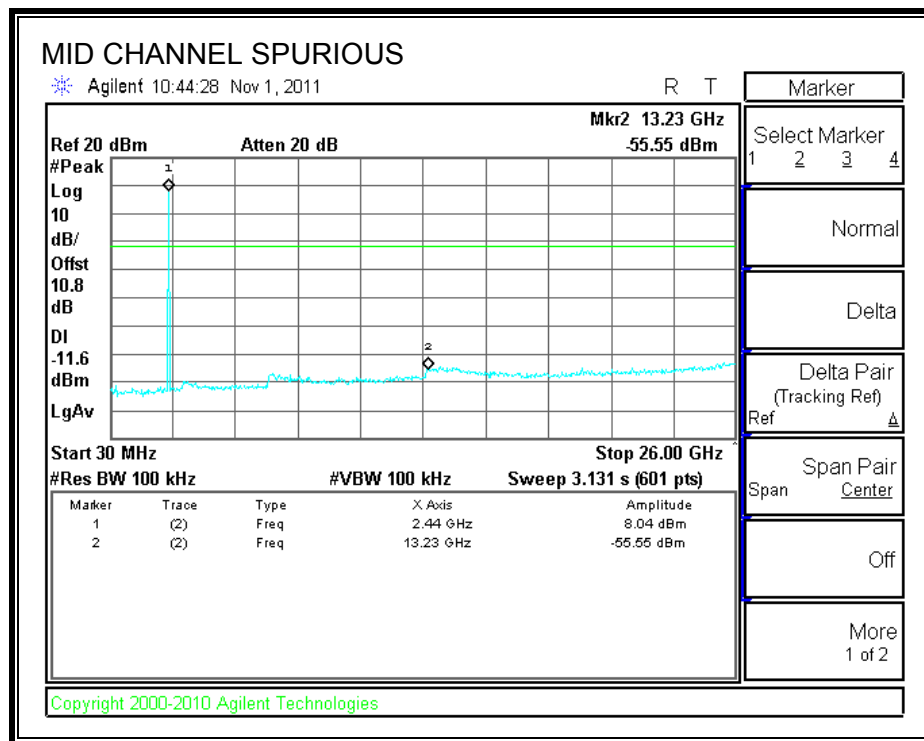 MID CHANNEL SPURIOUS
Agilent 10:44:28 Nov 1, 2011 R T
Mkr2 13.23 GHz
Ref 20 dBm Atten 20 dB -55.55 dBm
#Peak
Log
10
dB/
Offst
10.8
dB
DI
-11.6
dBm
LgAv
1
2
Start 30 MHz Stop 26.00 GHz
#Res BW 100 kHz #VBW 100 kHz Sweep 3.131 s (601 pts)
Marker Trace Type X Axis Amplitude
1 (2) Freq 2.44 GHz 8.04 dBm
2 (2) Freq 13.23 GHz -55.55 dBm
Marker
Select Marker
1 2 3 4
Normal
Delta
Delta Pair
(Tracking Ref)
Ref Δ
Span Pair
Span Center
Off
More
1 of 2
Copyright 2000-2010 Agilent Technologies